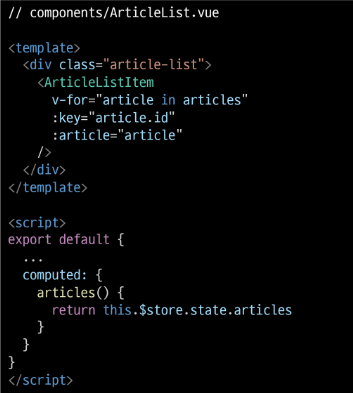 // components/ArticleList.vue

<template>
  <div class="article-list">
    <ArticleListItem
      v-for="article in articles"
      :key="article.id"
      :article="article"
    />
  </div>
</template>

<script>
export default {
  ...
  computed: {
    articles() {
      return this.$store.state.articles
    }
  }
}
</script>